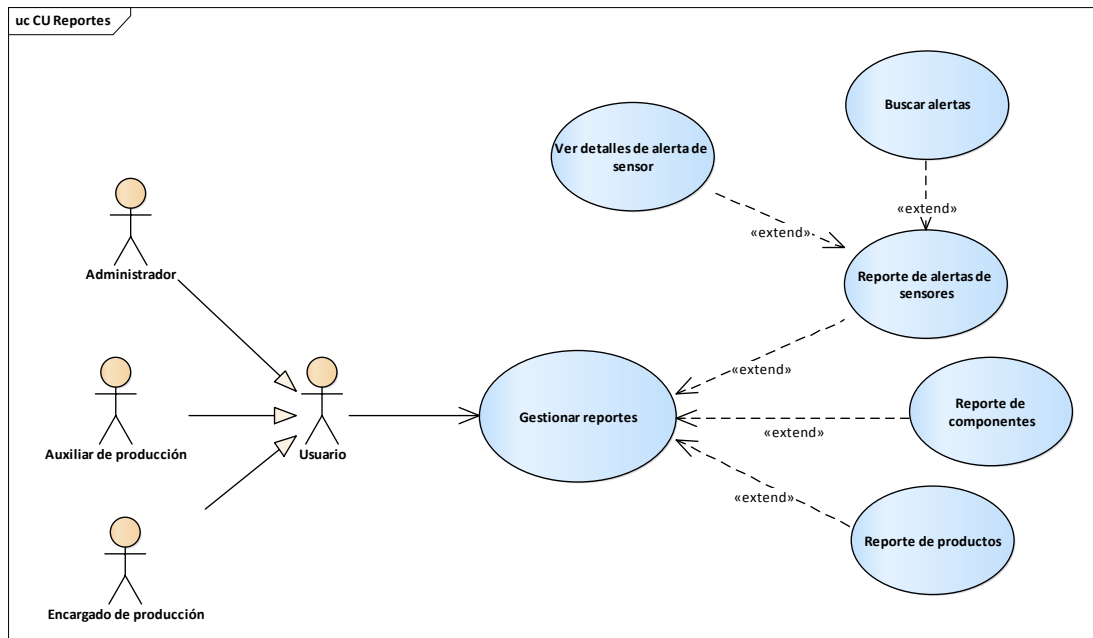 uc CU Reportes
Buscar alertas
Ver detalles de alerta de
sensor
«extend»
«extend»
Administrador
Reporte de alertas de
sensores
«extend»
Auxiliar de producción
Usuario
Gestionar reportes
Reporte de
componentes
«extend»
«extend»
Reporte de productos
Encargado de producción